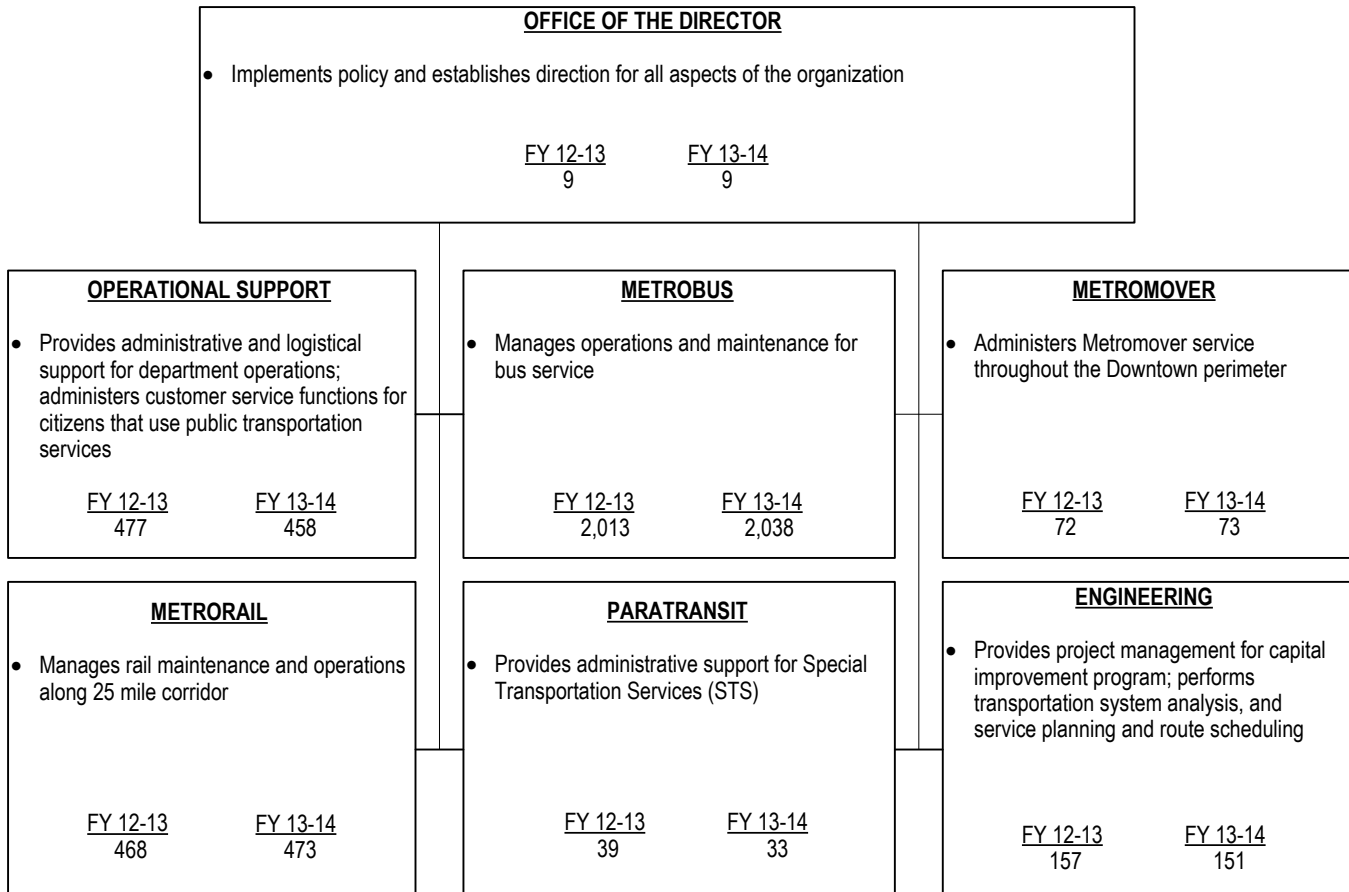 OFFICE OF THE DIRECTOR
• Implements policy and establishes direction for all aspects of the organization
FY 12-13 FY 13-14
9 9
OPERATIONAL SUPPORT
• Provides administrative and logistical
support for department operations;
administers customer service functions for
citizens that use public transportation
services
FY 12-13 FY 13-14
477 458
METROBUS
• Manages operations and maintenance for
bus service
FY 12-13 FY 13-14
2,013 2,038
METROMOVER
• Administers Metromover service
throughout the Downtown perimeter
FY 12-13 FY 13-14
72 73
METRORAIL
• Manages rail maintenance and operations
along 25 mile corridor
FY 12-13 FY 13-14
468 473
PARATRANSIT
• Provides administrative support for Special
Transportation Services (STS)
FY 12-13 FY 13-14
39 33
ENGINEERING
• Provides project management for capital
improvement program; performs
transportation system analysis, and
service planning and route scheduling
FY 12-13 FY 13-14
157 151